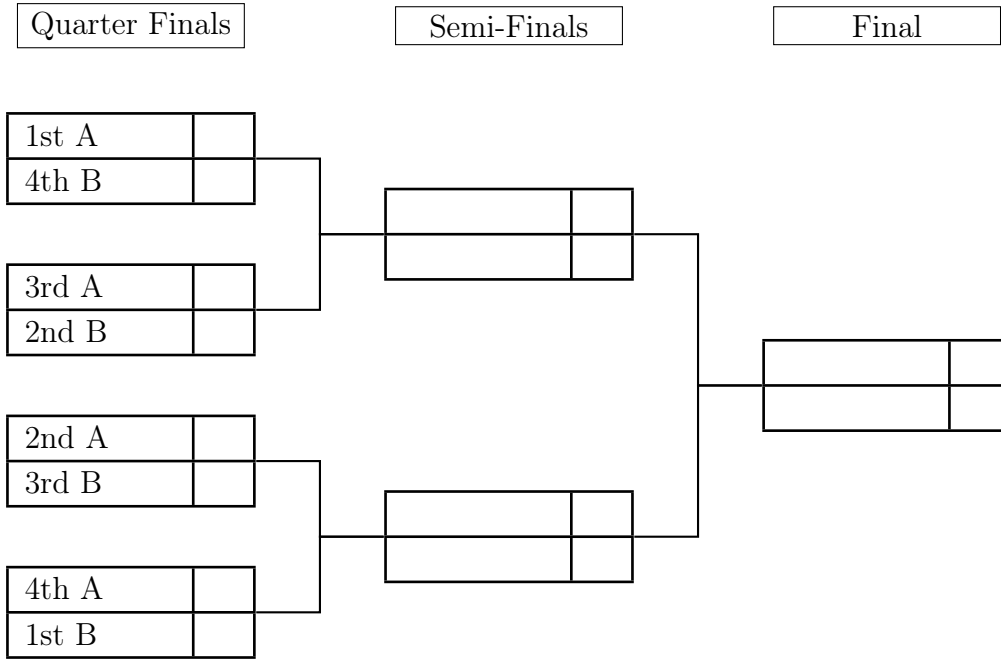 Quarter Finals
Semi-Finals
Final
1st A
4th B
3rd A
2nd B
2nd A
3rd B
4th A
1st B